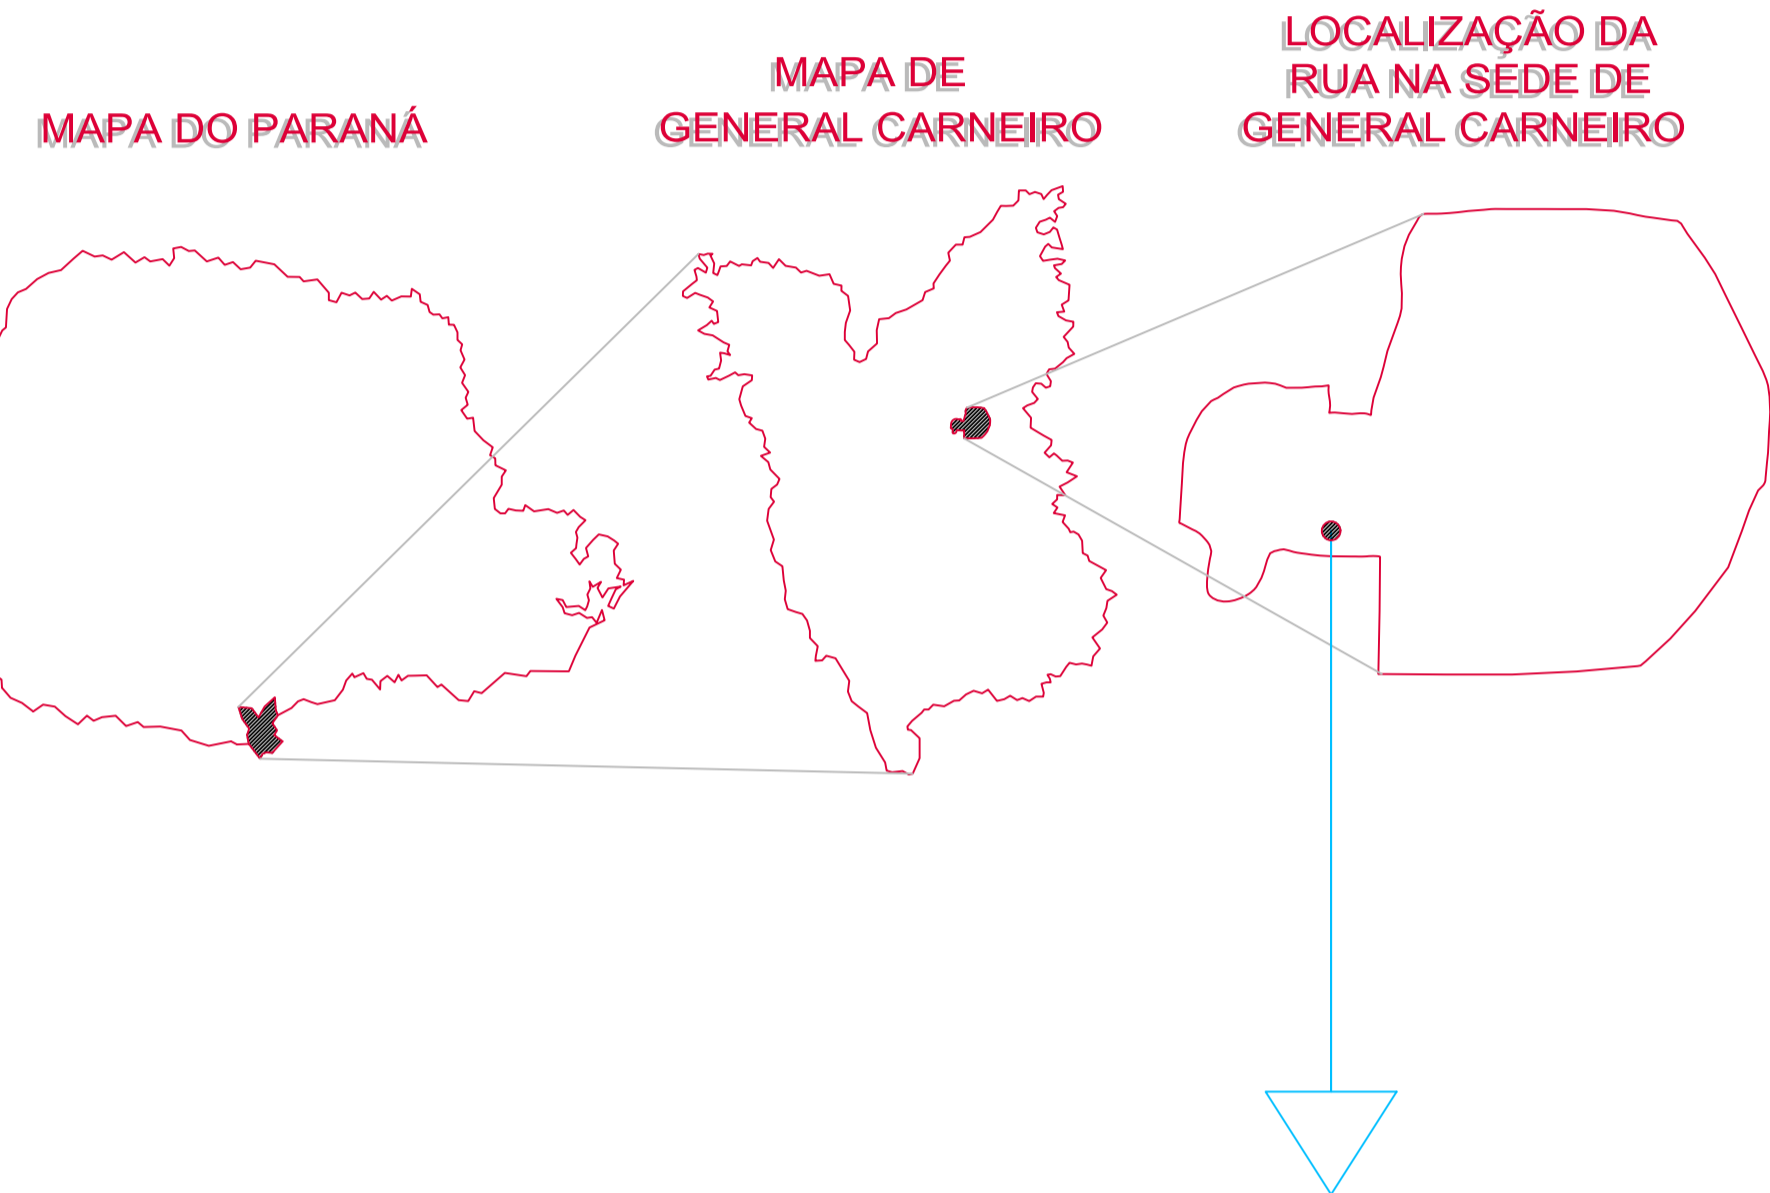 MAPA DO PARANÁ
MAPA DE
GENERAL CARNEIRO
LOCALIZAÇÃO DA
RUA NA SEDE DE
GENERAL CARNEIRO